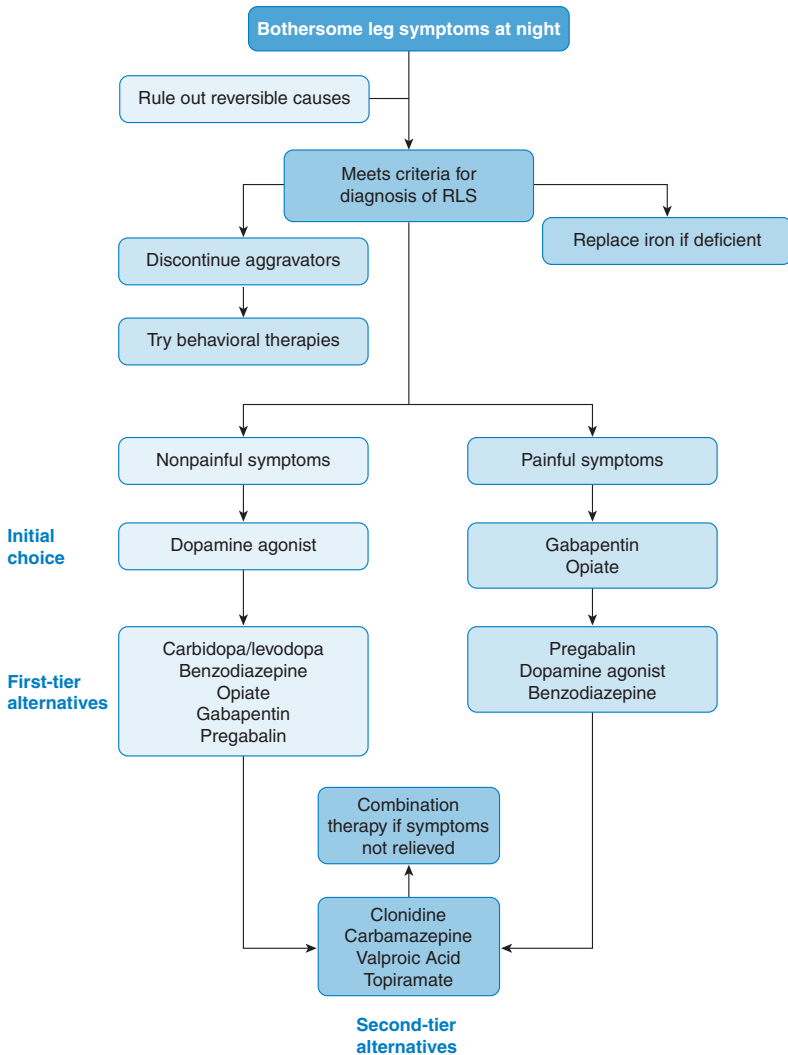 Bothersome leg symptoms at night
Rule out reversible causes
Meets criteria for
diagnosis of RLS
Replace iron if deficient
Discontinue aggravators
Try behavioral therapies
Nonpainful symptoms
Painful symptoms
Initial
choice
Dopamine agonist
Gabapentin
Opiate
First-tier
alternatives
Carbidopa/levodopa
Benzodiazepine
Opiate
Gabapentin
Pregabalin
Pregabalin
Dopamine agonist
Benzodiazepine
Combination
therapy if symptoms
not relieved
Clonidine
Carbamazepine
Valproic Acid
Topiramate
Second-tier
alternatives